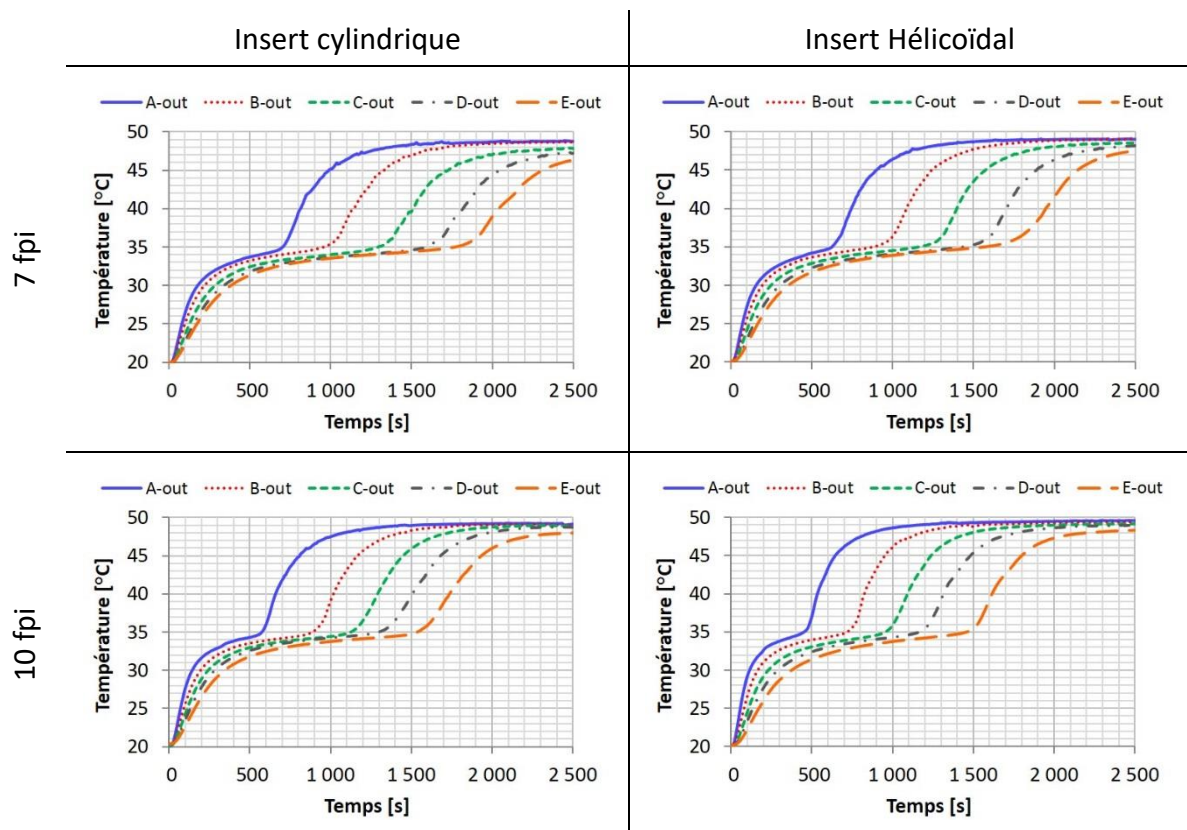 Insert cylindrique
Insert Hélicoïdal
7 fpi
A-out B-out C-out D-out E-out
Température [°C]
50
45
40
35
30
25
20
0 500 1 000 1 500 2 000 2 500
Temps [s]
A-out B-out C-out D-out E-out
Température [°C]
50
45
40
35
30
25
20
0 500 1 000 1 500 2 000 2 500
Temps [s]
10 fpi
A-out B-out C-out D-out E-out
Température [°C]
50
45
40
35
30
25
20
0 500 1 000 1 500 2 000 2 500
Temps [s]
A-out B-out C-out D-out E-out
Température [°C]
50
45
40
35
30
25
20
0 500 1 000 1 500 2 000 2 500
Temps [s]